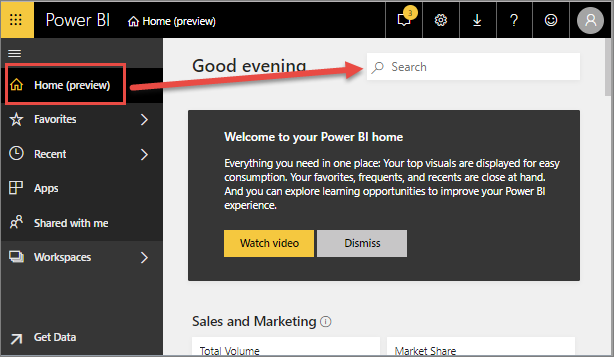 Power BI
Home (preview)
3
?
Home (preview)
Good evening
Search
Favorites
Recent
Apps
Shared with me
Workspaces
Get Data
Welcome to your Power BI home
Everything you need in one place: Your top visuals are displayed for easy
consumption. Your favorites, frequents, and recents are close at hand.
And you can explore learning opportunities to improve your Power BI
experience.
Watch video
Dismiss
Sales and Marketing
Total Volume
Market Share